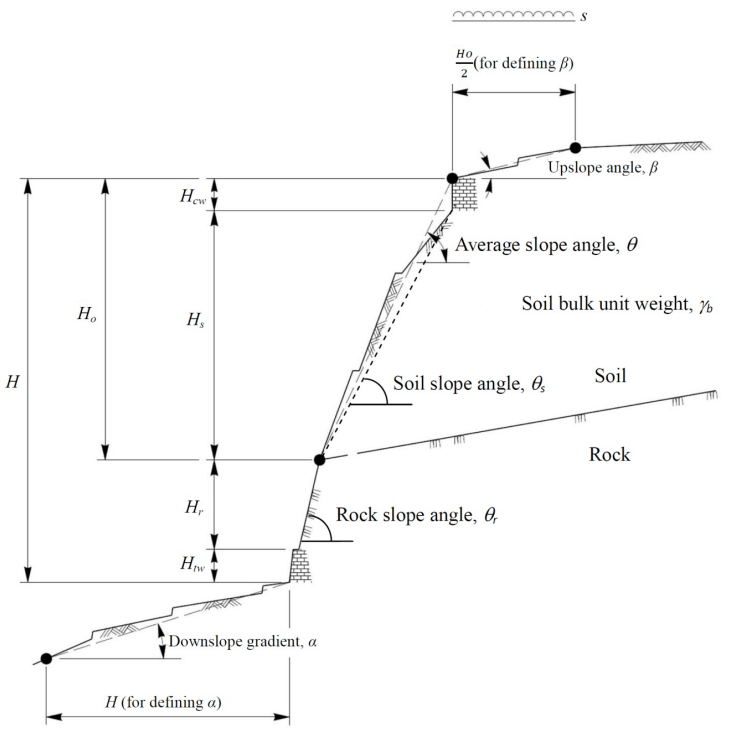 s
Ho/2 (for defining β)
Upslope angle, β
H_cw
Average slope angle, θ
H_o
H_s
Soil bulk unit weight, γ_b
H
Soil slope angle, θ_s
Soil
Rock
H_r
Rock slope angle, θ_r
H_tw
Downslope gradient, α
H (for defining α)